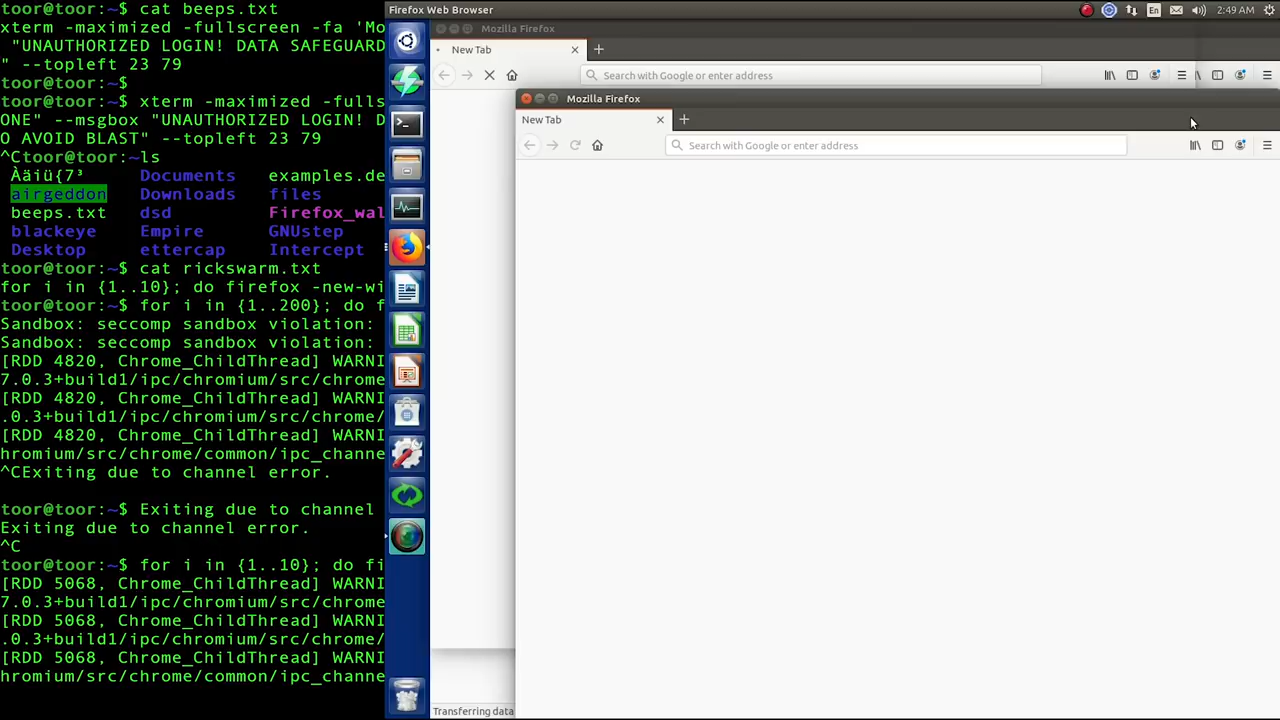 toor@toor:~$ cat beeps.txt
xterm -maximized -fullscreen -fa 'Mo
"UNAUTHORIZED LOGIN! DATA SAFEGUARD
" --topleft 23 79
toor@toor:~$
toor@toor:~$ xterm -maximized -fulls
ONE" --msgbox "UNAUTHORIZED LOGIN! D
O AVOID BLAST" --topleft 23 79
^Ctoor@toor:~ls
Àäiü{7³ Documents examples.de
airgeddon Downloads files
beeps.txt dsd Firefox_wal
blackeye Empire GNUstep
Desktop ettercap Intercept
toor@toor:~$ cat rickswarm.txt
for i in {1..10}; do firefox -new-wi
toor@toor:~$ for i in {1..200}; do f
Sandbox: seccomp sandbox violation:
Sandbox: seccomp sandbox violation:
[RDD 4820, Chrome_ChildThread] WARNI
7.0.3+build1/ipc/chromium/src/chrome
[RDD 4820, Chrome_ChildThread] WARNI
.0.3+build1/ipc/chromium/src/chrome/
[RDD 4820, Chrome_ChildThread] WARNI
hromium/src/chrome/common/ipc_channe
^CExiting due to channel error.
toor@toor:~$ Exiting due to channel
Exiting due to channel error.
^C
toor@toor:~$ for i in {1..10}; do fi
[RDD 5068, Chrome_ChildThread] WARNI
7.0.3+build1/ipc/chromium/src/chrome
[RDD 5068, Chrome_ChildThread] WARNI
.0.3+build1/ipc/chromium/src/chrome/
[RDD 5068, Chrome_ChildThread] WARNI
hromium/src/chrome/common/ipc_channe
Firefox Web Browser
En
2:49 AM
Mozilla Firefox
New Tab
Search with Google or enter address
Mozilla Firefox
New Tab
Search with Google or enter address
Transferring data